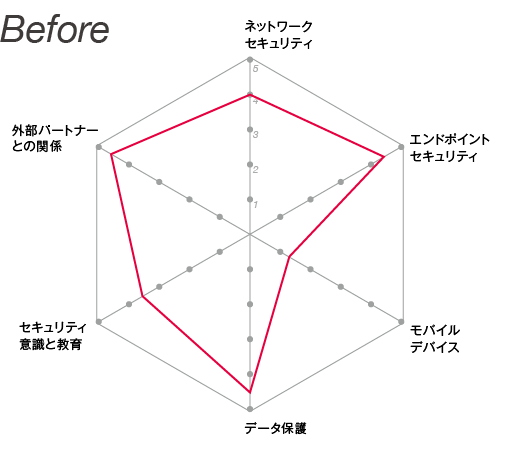 Before
ネットワーク
セキュリティ
5
4
3
2
1
外部パートナー
との関係
エンドポイント
セキュリティ
セキュリティ
意識と教育
モバイル
デバイス
データ保護